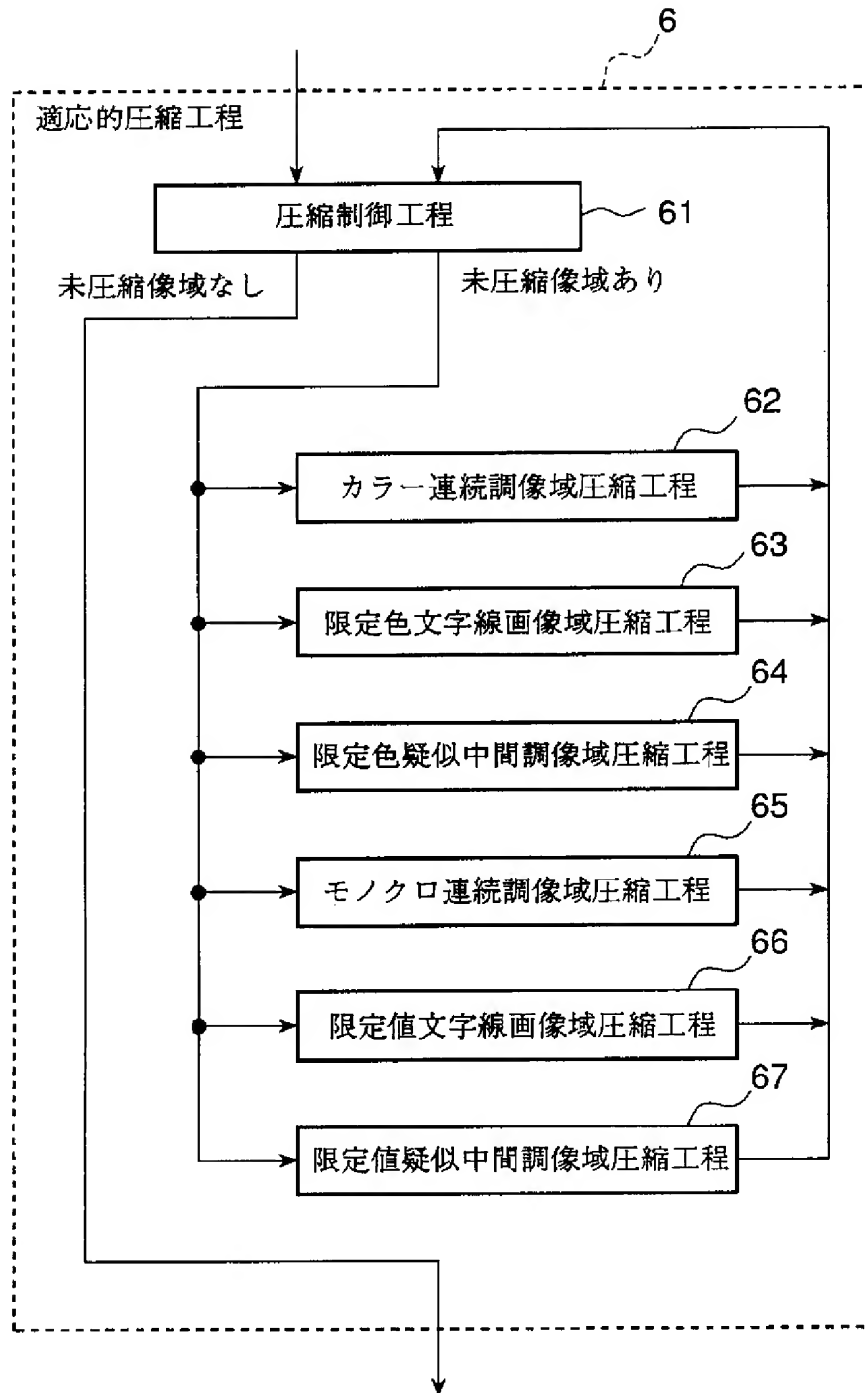 6
適応的圧縮工程
圧縮制御工程
61
未圧縮像域なし
未圧縮像域あり
62
カラー連続調像域圧縮工程
63
限定色文字線画像域圧縮工程
64
限定色疑似中間調像域圧縮工程
65
モノクロ連続調像域圧縮工程
66
限定値文字線画像域圧縮工程
67
限定値疑似中間調像域圧縮工程